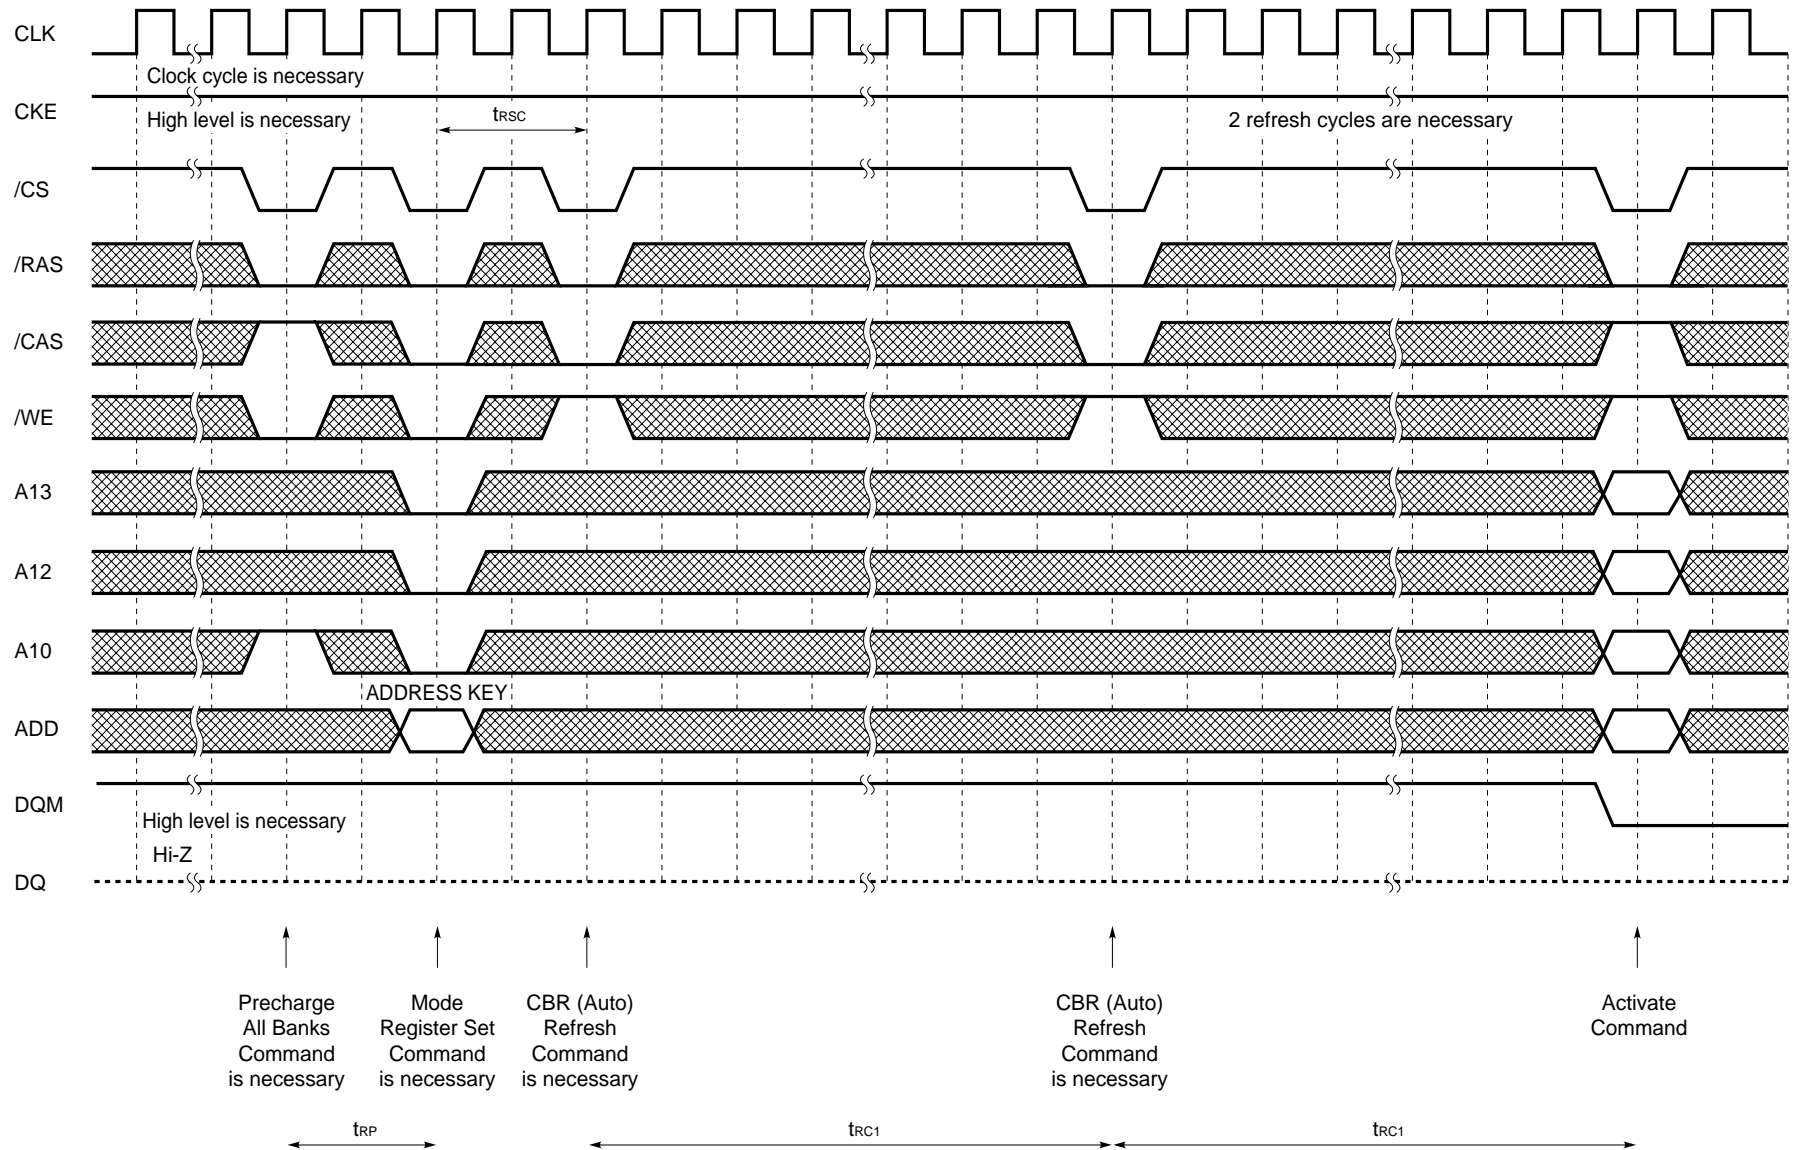 CLK
Clock cycle is necessary
CKE
High level is necessary
tRSC
2 refresh cycles are necessary
/CS
/RAS
/CAS
/WE
A13
A12
A10
ADDRESS KEY
ADD
DQM
High level is necessary
Hi-Z
DQ
Precharge
All Banks
Command
is necessary
Mode
Register Set
Command
is necessary
CBR (Auto)
Refresh
Command
is necessary
CBR (Auto)
Refresh
Command
is necessary
Activate
Command
tRP
tRC1
tRC1